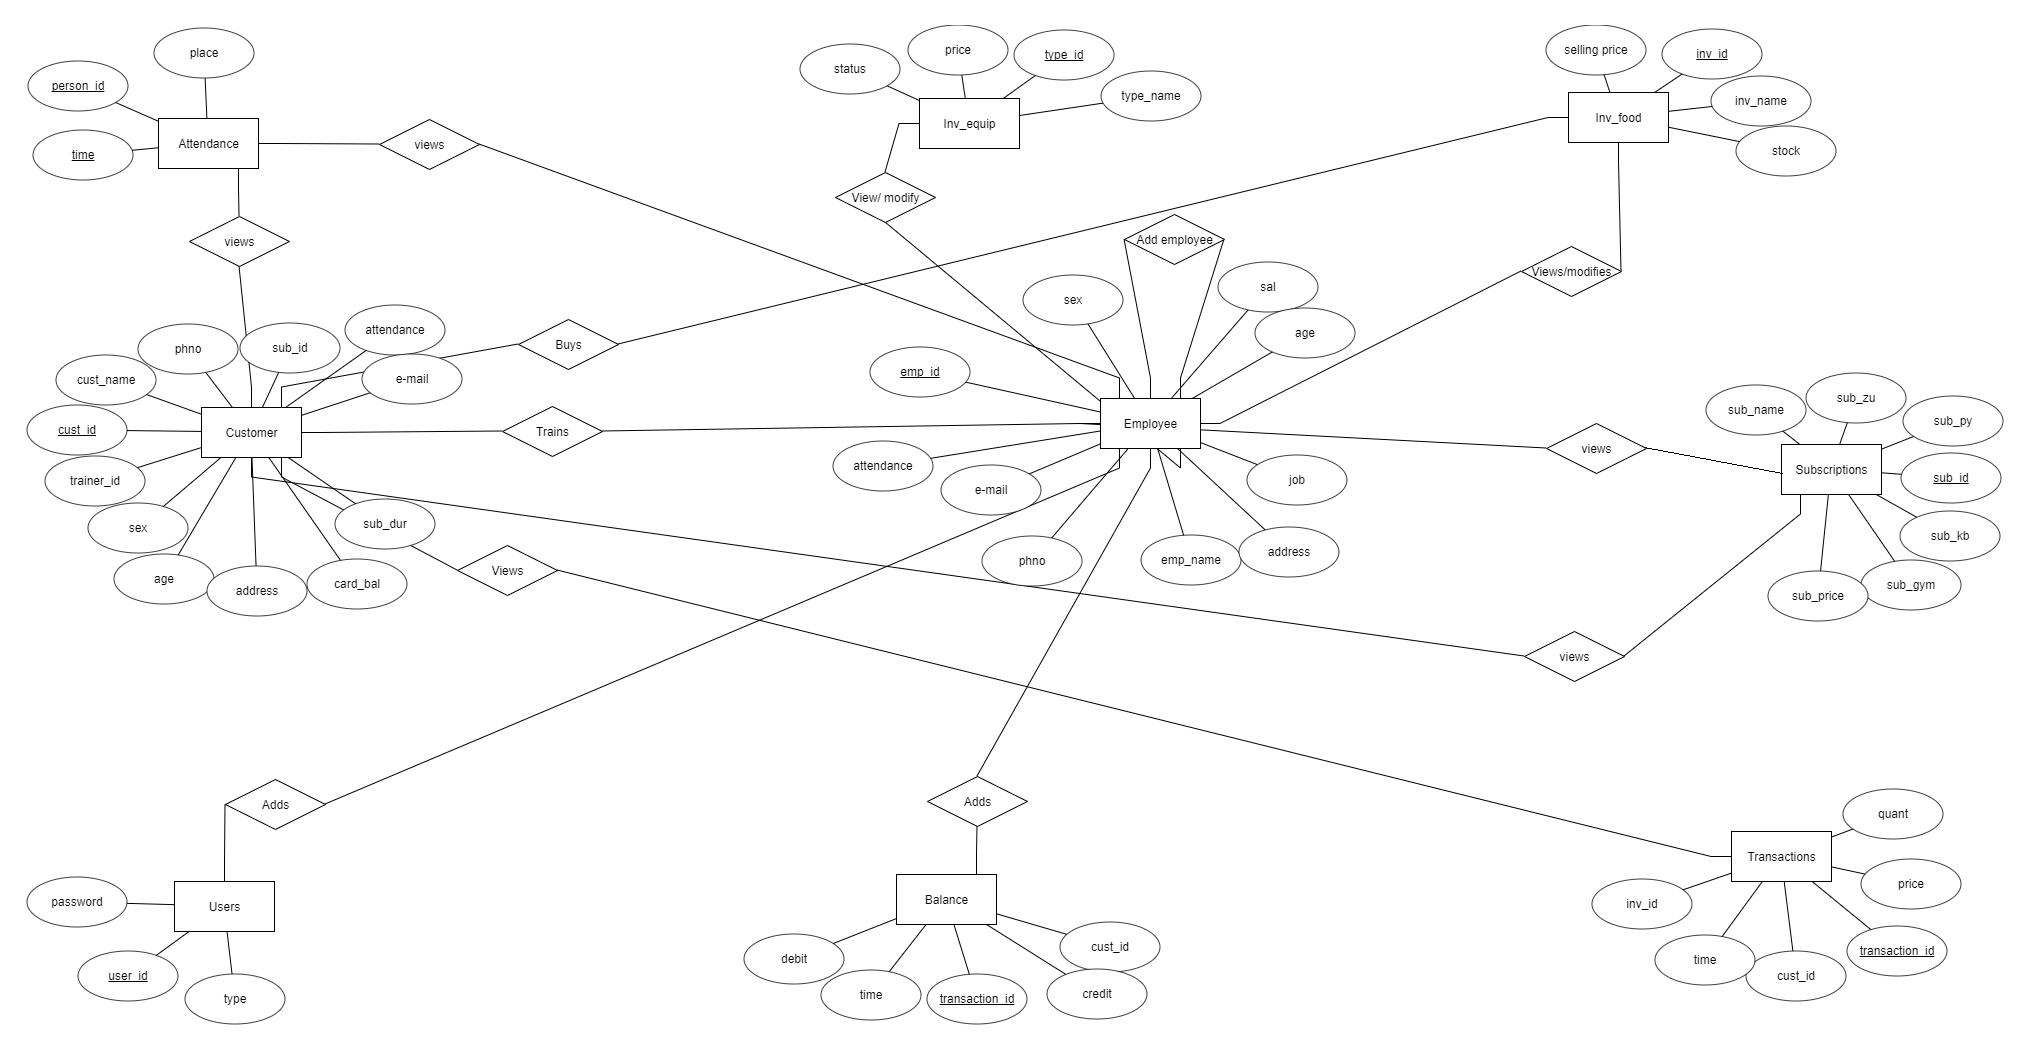 place
person_id
time
Attendance
views
status
price
type_id
type_name
Inv_equip
View/ modify
selling price
inv_id
inv_name
stock
Inv_food
views
Add employee
Views/modifies
sex
sal
age
emp_id
Employee
attendance
e-mail
phno
emp_name
address
job
Buys
Trains
phno
sub_id
attendance
e-mail
cust_name
cust_id
Customer
trainer_id
sex
age
address
card_bal
sub_dur
Views
views
sub_name
sub_zu
sub_py
sub_id
Subscriptions
sub_kb
sub_gym
sub_price
views
Adds
Users
password
user_id
type
Adds
Balance
debit
time
transaction_id
credit
cust_id
Transactions
quant
price
inv_id
time
cust_id
transaction_id